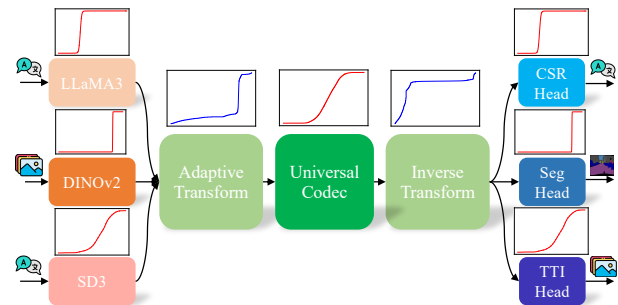 LLaMA3
DINOv2
SD3
Adaptive
Transform
Universal
Codec
Inverse
Transform
CSR
Head
Seg
Head
TTI
Head